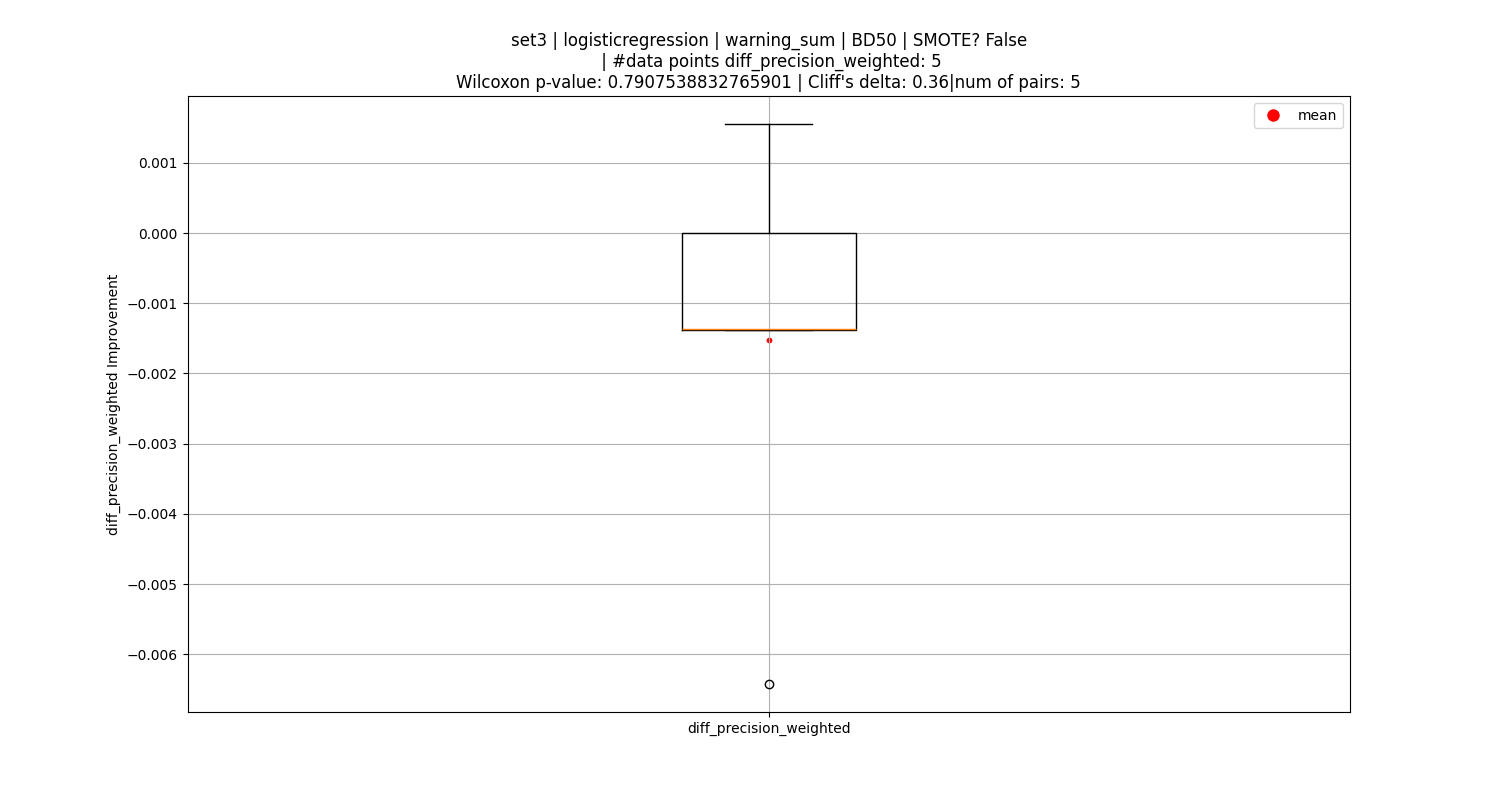 set3 | logisticregression | warning_sum | BD50 | SMOTE? False
| #data points diff_precision_weighted: 5
Wilcoxon p-value: 0.7907538832765901 | Cliff's delta: 0.36|num of pairs: 5
mean
0.001
0.000
−0.001
−0.002
−0.003
−0.004
−0.005
−0.006
diff_precision_weighted Improvement
diff_precision_weighted